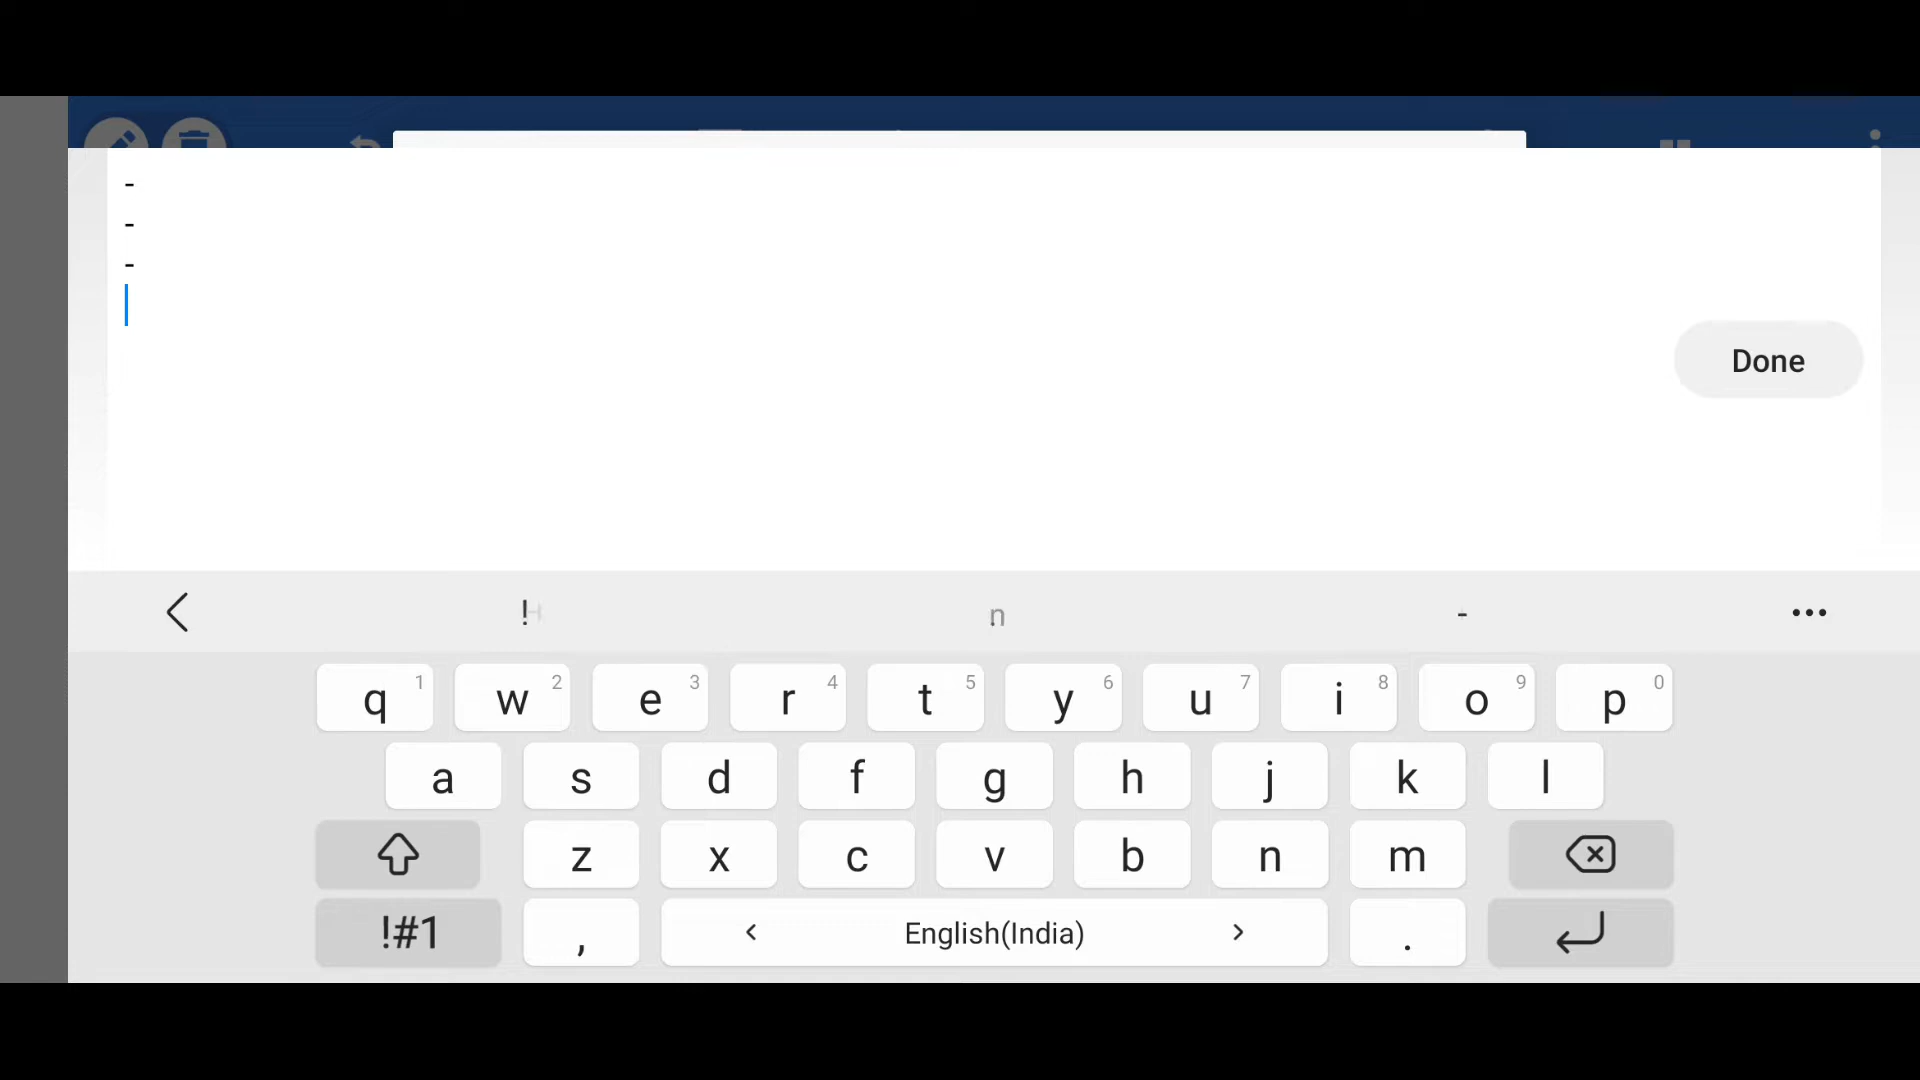 -
-
-
Done
! n -
q 1 w 2 e 3 r 4 t 5 y 6 u 7 i 8 o 9 p 0
a s d f g h j k l
z x c v b n m
!#1 , < English(India) > .